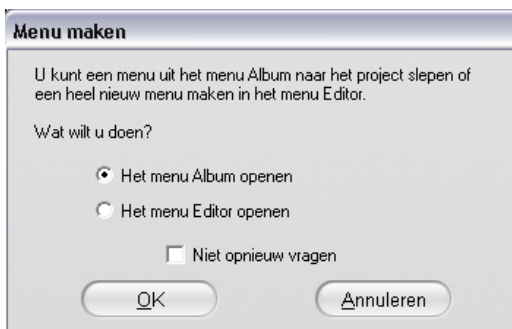 Menu maken
U kunt een menu uit het menu Album naar het project slepen of
een heel nieuw menu maken in het menu Editor.
Wat wilt u doen?
Het menu Album openen
Het menu Editor openen
Niet opnieuw vragen
OK
Annuleren